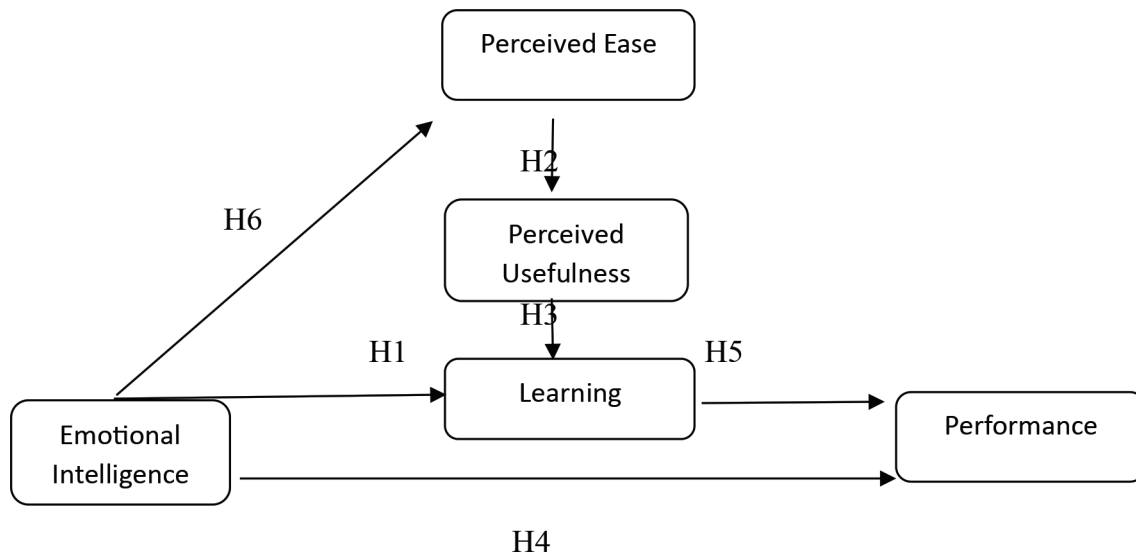 Perceived Ease
H2
H6
Perceived
Usefulness
H3
H1
H5
Learning
Emotional
Intelligence
Performance
H4